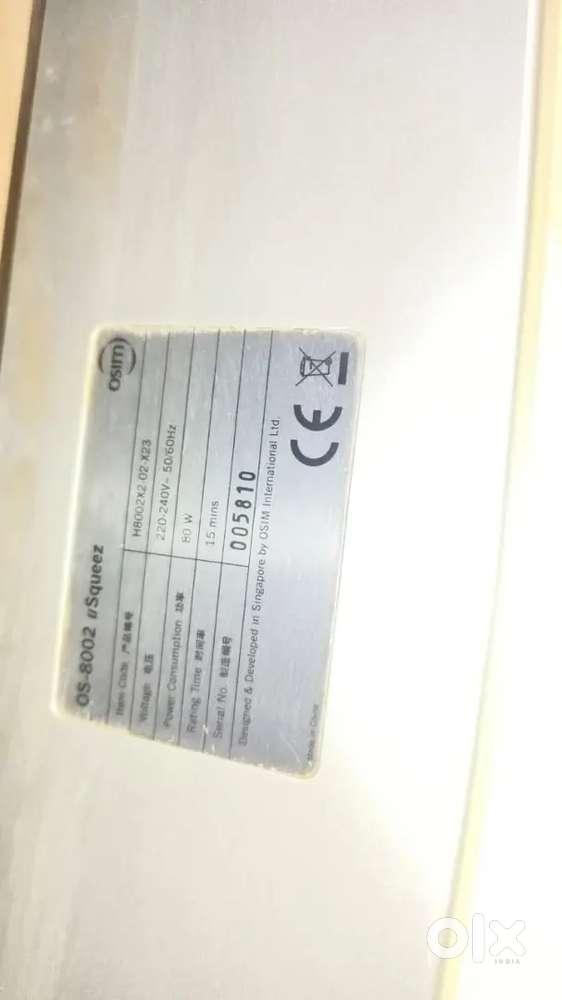 OS-8002 uSqueez
OSIM
Item Code 产品编号 H8002X2-02-X23
Voltage 电压 220-240V~ 50/60Hz
Power Consumption 功率 80 W
Rating Time 时间率 15 mins
Serial No. 制造编号 005810
Designed & Developed in Singapore by OSIM International Ltd.
CE
Made in China
olx
INDIA